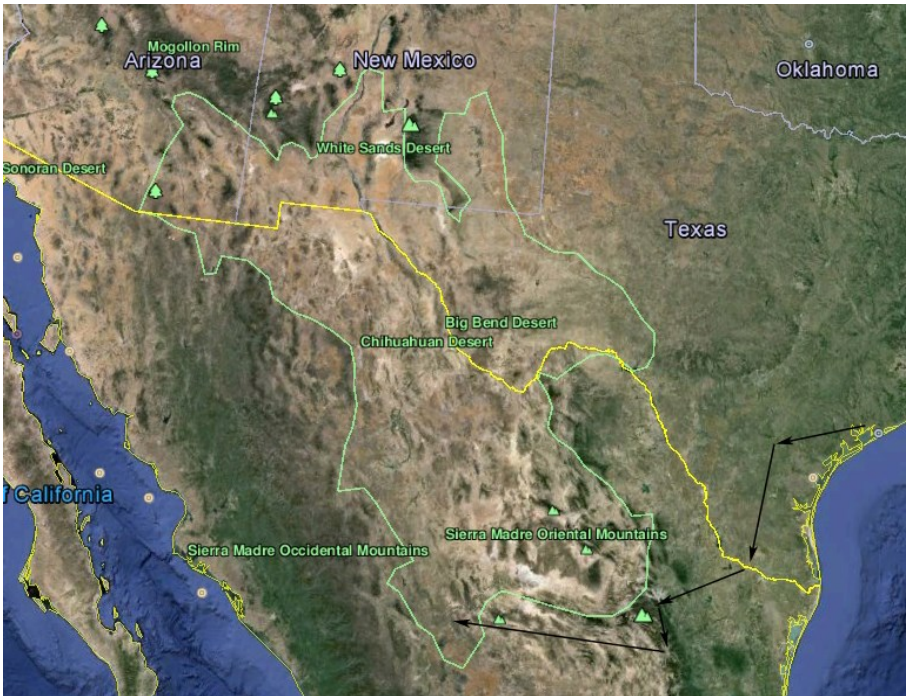 Mogollon Rim
Arizona
New Mexico
Oklahoma
White Sands Desert
Sonoran Desert
Texas
Big Bend Desert
Chihuahuan Desert
f California
Sierra Madre Oriental Mountains
Sierra Madre Occidental Mountains